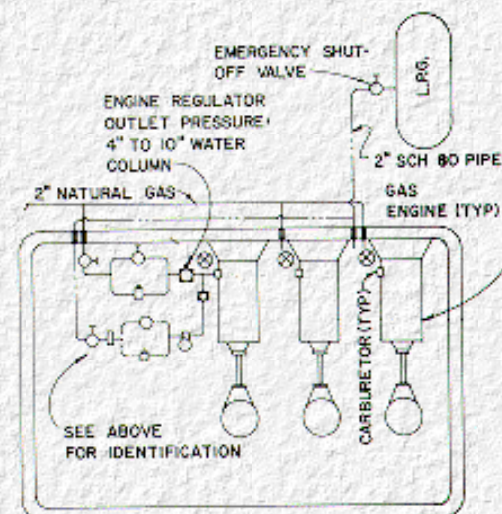 EMERGENCY SHUT-
OFF VALVE
L.P.G.
ENGINE REGULATOR
OUTLET PRESSURE:
4" TO 10" WATER
COLUMN
2" SCH 80 PIPE
2" NATURAL GAS
GAS
ENGINE (TYP)
CARBURETOR (TYP)
SEE ABOVE
FOR IDENTIFICATION